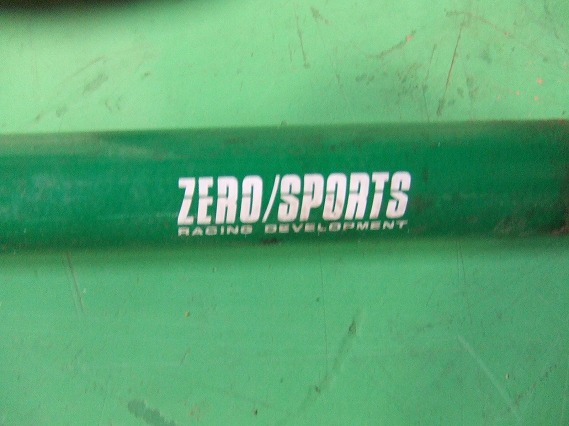 ZERO/SPORTS
RACING DEVELOPMENT